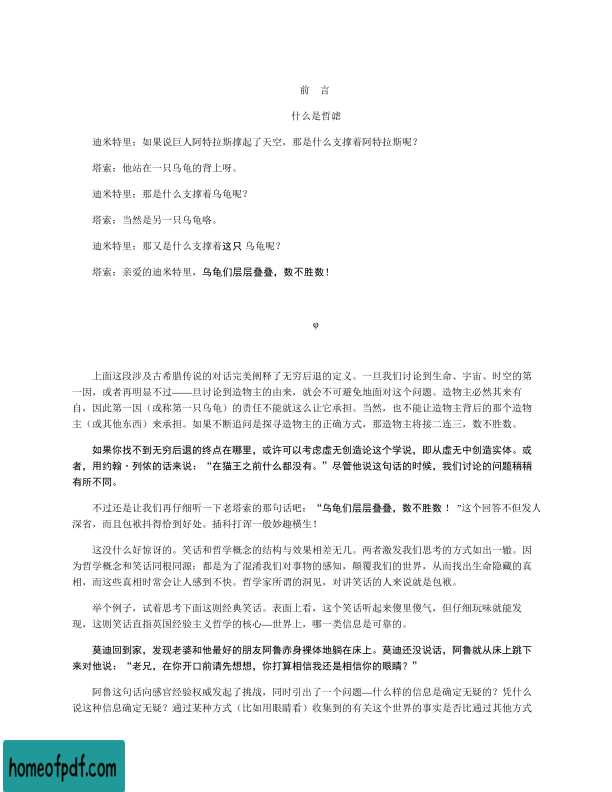 前 言
什么是哲謔
迪米特里：如果说巨人阿特拉斯撑起了天空，那是什么支撑着阿特拉斯呢？
塔索：他站在一只乌龟的背上呀。
迪米特里：那是什么支撑着乌龟呢？
塔索：当然是另一只乌龟咯。
迪米特里：那又是什么支撑着这只 乌龟呢？
塔索：亲爱的迪米特里，乌龟们层层叠叠，数不胜数！
φ
上面这段涉及古希腊传说的对话完美阐释了无穷后退的定义。一旦我们讨论到生命、宇宙、时空的第
一因，或者再明显不过——旦讨论到造物主的由来，就会不可避免地面对这个问题。造物主必然其来有
自，因此第一因（或称第一只乌龟）的责任不能就这么让它承担。当然，也不能让造物主背后的那个造物
主（或其他东西）来承担。如果不断追问是探寻造物主的正确方式，那造物主将接二连三，数不胜数。
如果你找不到无穷后退的终点在哪里，或许可以考虑虚无创造论这个学说，即从虚无中创造实体。或
者，用约翰·列侬的话来说：“在猫王之前什么都没有。”尽管他说这句话的时候，我们讨论的问题稍稍
有所不同。
不过还是让我们再仔细听一下老塔索的那句话吧：“乌龟们层层叠叠，数不胜数 ！ ”这个回答不但发人
深省，而且包袱抖得恰到好处。插科打诨一般妙趣横生！
这没什么好惊讶的。笑话和哲学概念的结构与效果相差无几。两者激发我们思考的方式如出一辙。因
为哲学概念和笑话同根同源：都是为了混淆我们对事物的感知，颠覆我们的世界，从而找出生命隐藏的真
相，而这些真相时常会让人感到不快。哲学家所谓的洞见，对讲笑话的人来说就是包袱。
举个例子，试着思考下面这则经典笑话。表面上看，这个笑话听起来傻里傻气，但仔细玩味就能发
现，这则笑话直指英国经验主义哲学的核心—世界上，哪一类信息是可靠的。
莫迪回到家，发现老婆和他最好的朋友阿鲁赤身裸体地躺在床上。莫迪还没说话，阿鲁就从床上跳下
来对他说：“老兄，在你开口前请先想想，你打算相信我还是相信你的眼睛？”
阿鲁这句话向感官经验权威发起了挑战，同时引出了一个问题—什么样的信息是确定无疑的？凭什么
说这种信息确定无疑？通过某种方式（比如用眼睛看）收集到的有关这个世界的事实是否比通过其他方式
homeofpdf.com